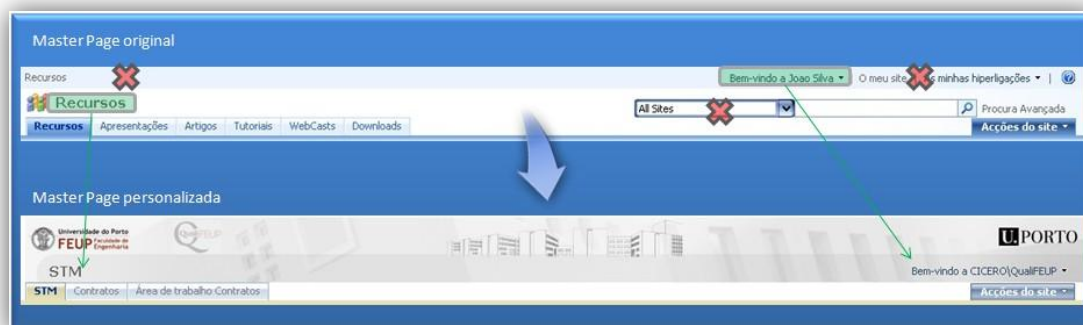 Master Page original
Recursos
Bem-vindo a Joao Silva
O meu site
minhas hiperligações
Recursos
All Sites
Procura Avançada
Recursos Apresentações Artigos Tutoriais WebCasts Downloads
Acções do site
Master Page personalizada
Universidade do Porto
FEUP Faculdade de
Engenharia
QualiFEUP
U.PORTO
STM
Bem-vindo a CICERO\QualiFEUP
STM Contratos Área de trabalho Contratos
Acções do site